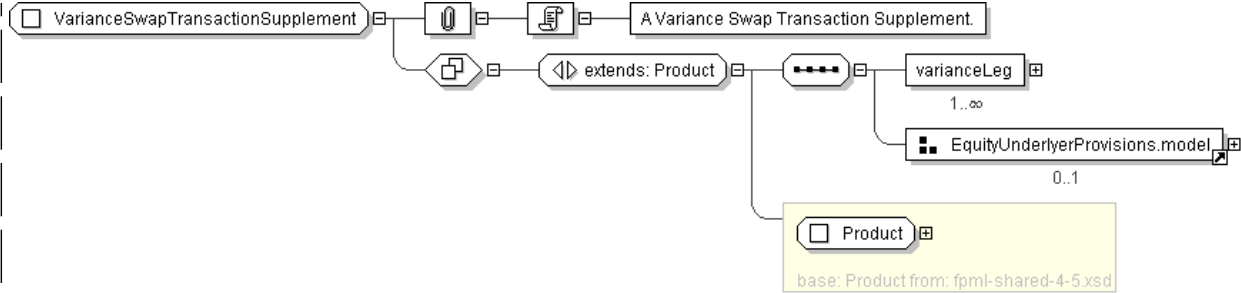 VarianceSwapTransactionSupplement
A Variance Swap Transaction Supplement.
extends: Product
varianceLeg
1..∞
EquityUnderlyerProvisions.model
0..1
Product
base: Product from: fpml-shared-4-5.xsd